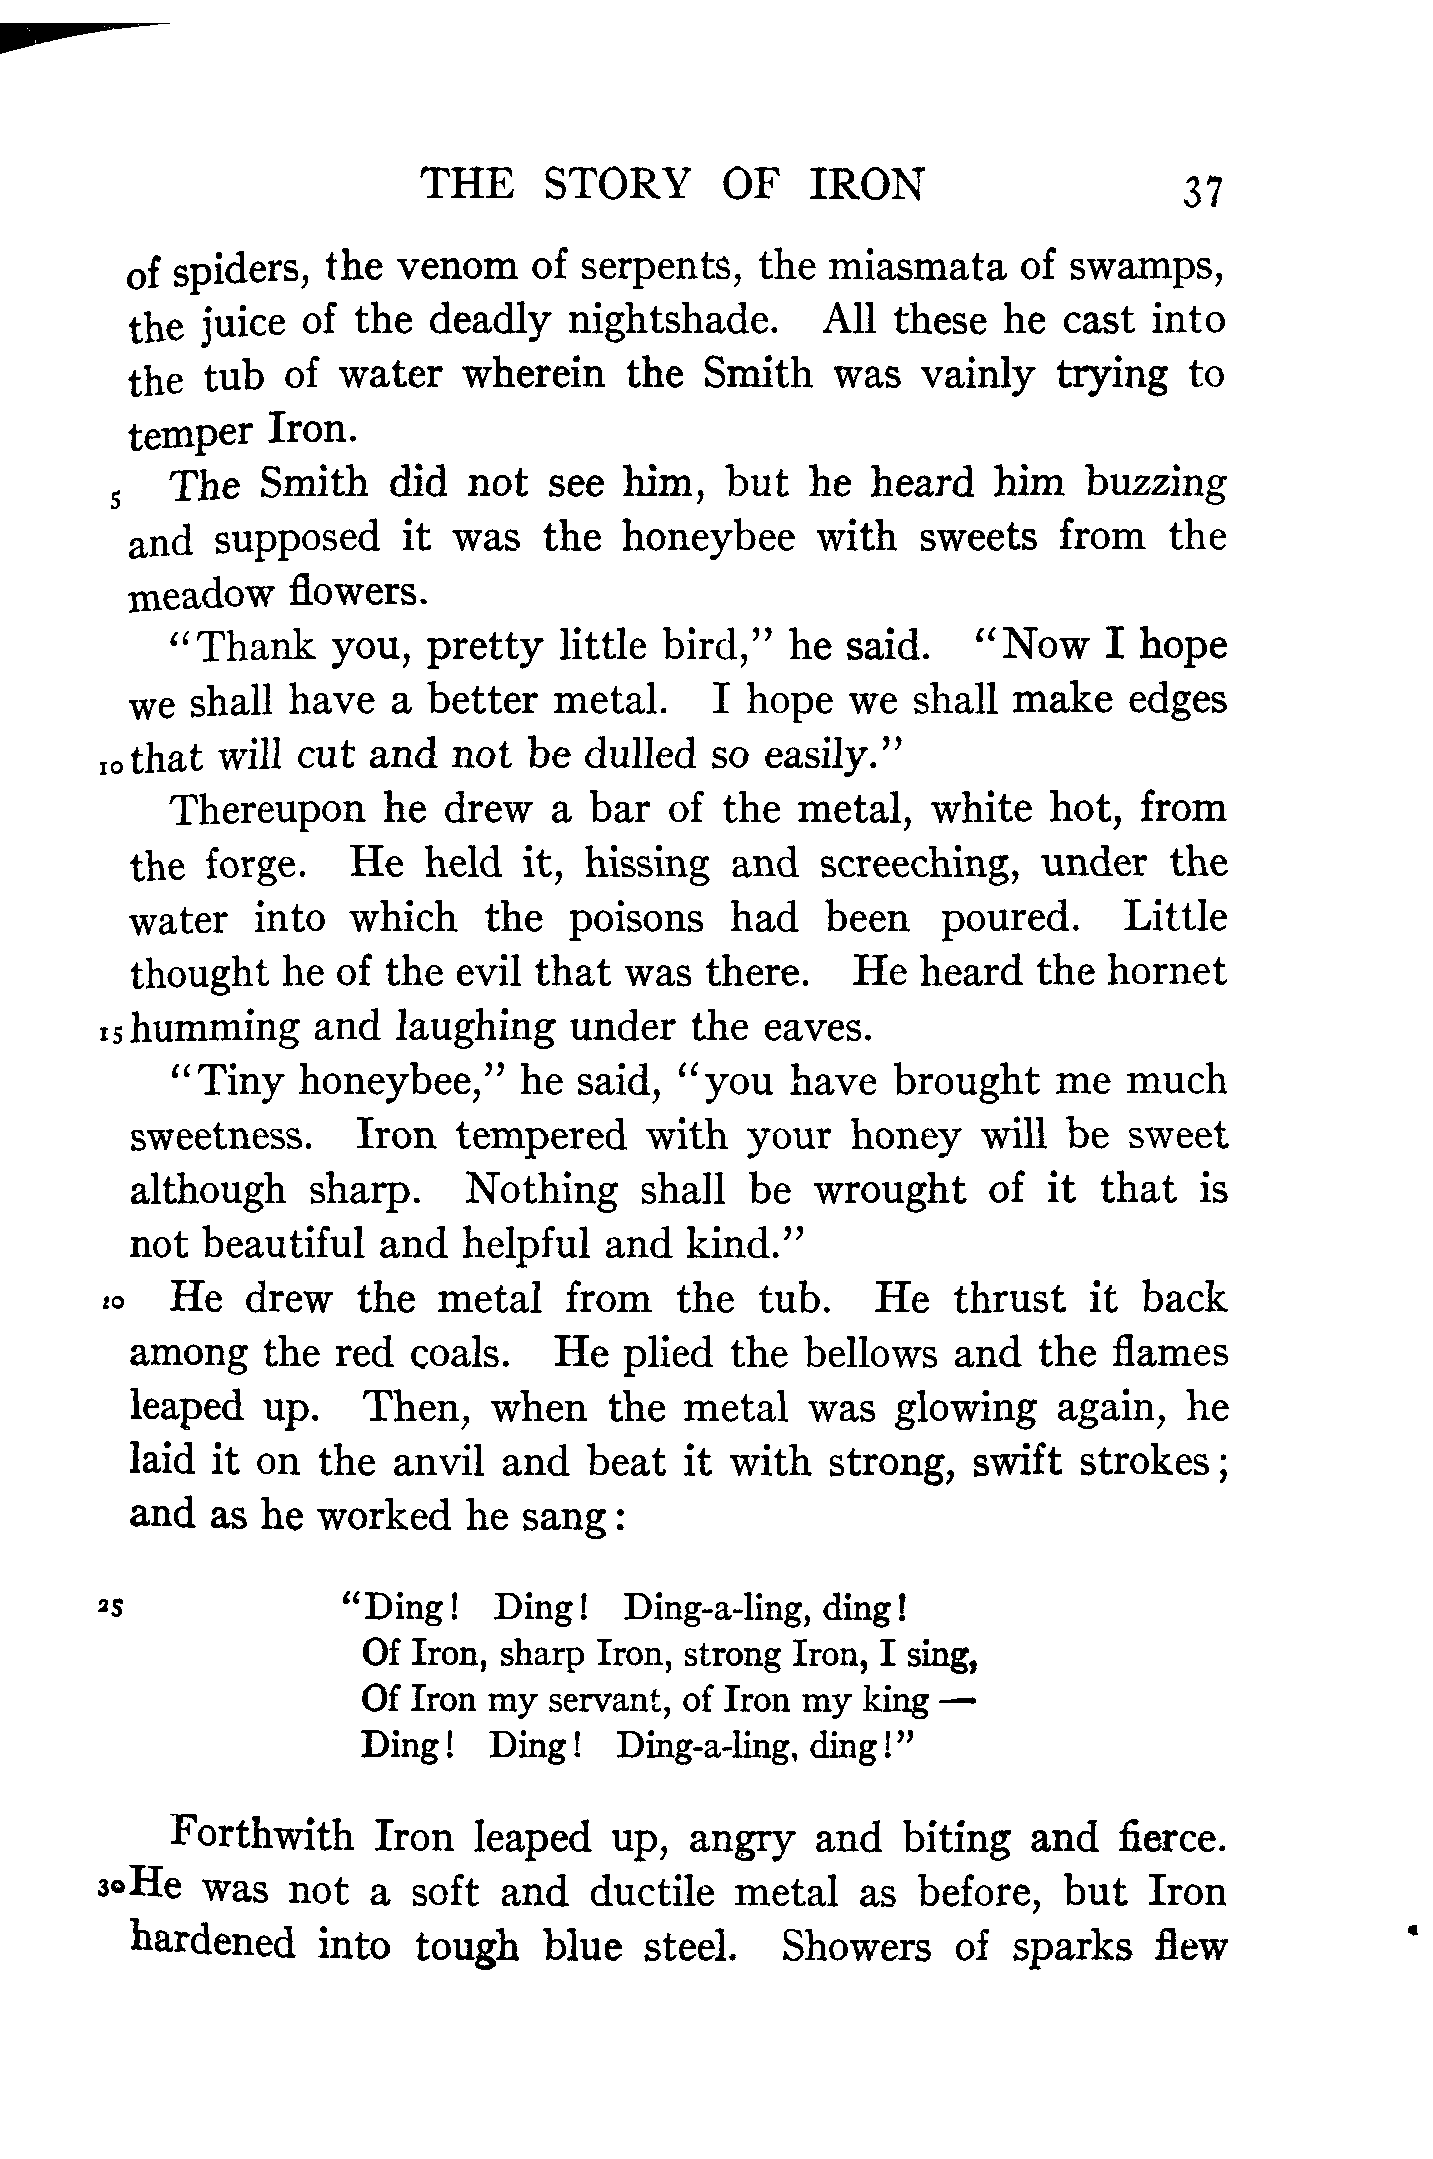 THE STORY OF IRON 37
of spiders, the venom of serpents, the miasmata of swamps,
the juice of the deadly nightshade. All these he cast into
the tub of water wherein the Smith was vainly trying to
temper Iron.
5 The Smith did not see him, but he heard him buzzing
and supposed it was the honeybee with sweets from the
meadow flowers.
“Thank you, pretty little bird,” he said. “Now I hope
we shall have a better metal. I hope we shall make edges
10 that will cut and not be dulled so easily.”
Thereupon he drew a bar of the metal, white hot, from
the forge. He held it, hissing and screeching, under the
water into which the poisons had been poured. Little
thought he of the evil that was there. He heard the hornet
15 humming and laughing under the eaves.
“Tiny honeybee,” he said, “you have brought me much
sweetness. Iron tempered with your honey will be sweet
although sharp. Nothing shall be wrought of it that is
not beautiful and helpful and kind.”
20 He drew the metal from the tub. He thrust it back
among the red coals. He plied the bellows and the flames
leaped up. Then, when the metal was glowing again, he
laid it on the anvil and beat it with strong, swift strokes;
and as he worked he sang:
25 “Ding! Ding! Ding-a-ling, ding!
Of Iron, sharp Iron, strong Iron, I sing,
Of Iron my servant, of Iron my king —
Ding! Ding! Ding-a-ling, ding!”
Forthwith Iron leaped up, angry and biting and fierce.
30 He was not a soft and ductile metal as before, but Iron
hardened into tough blue steel. Showers of sparks flew